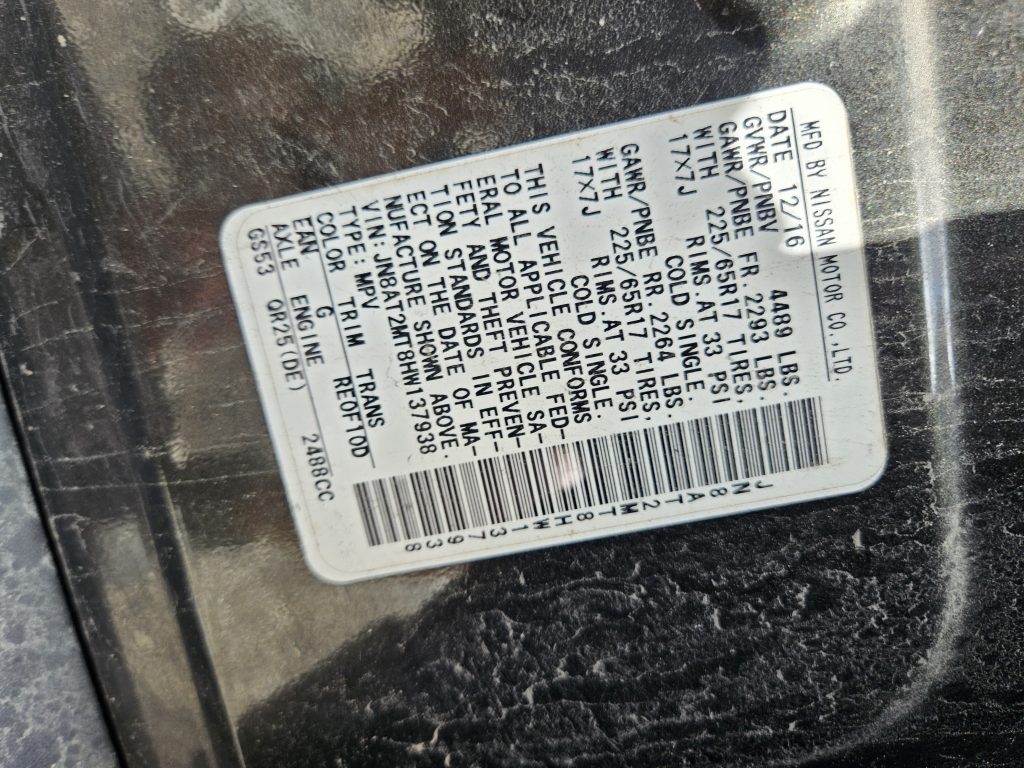 MFD BY NISSAN MOTOR CO.,LTD.
DATE 12/16
GVWR/PNBV 4489 LBS.
GAWR/PNBE FR.2293 LBS.
WITH 225/65R17 TIRES,
17X7J RIMS.AT 33 PSI
COLD SINGLE.
GAWR/PNBE RR.2264 LBS.
WITH 225/65R17 TIRES,
17X7J RIMS.AT 33 PSI
COLD SINGLE.
THIS VEHICLE CONFORMS
TO ALL APPLICABLE FED-
ERAL MOTOR VEHICLE SA-
FETY AND THEFT PREVEN-
TION STANDARDS IN EFF-
ECT ON THE DATE OF MA-
NUFACTURE SHOWN ABOVE.
VIN:JN8AT2MT8HW137938
TYPE:MPV
COLOR TRIM TRANS
EAN G REOF10D
AXLE ENGINE
GS53 QR25(DE) 2488CC
JN8AT2MT8HW137938